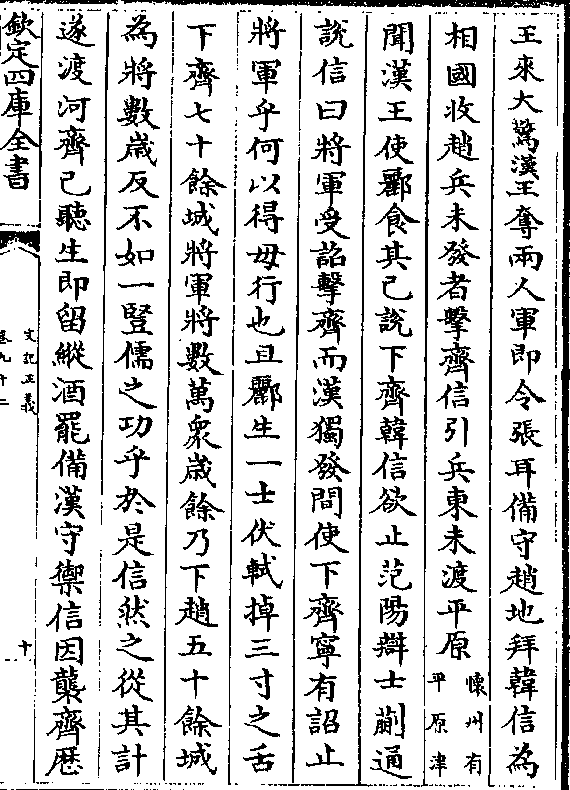 王來大驚漢王奪兩人軍即令張耳備守趙地拜韓信為
相國收趙兵未發者擊齊信引兵東未渡平原懷州有平原津
聞漢王使酈食其已說下齊韓信欲止范陽辯士蒯通
說信曰將軍受詔擊齊而漢獨發間使下齊寧有詔止
將軍乎何以得毋行也且酈生一士伏軾掉三寸之舌
下齊七十餘城將軍將數萬衆歳餘乃下趙五十餘城
為將數歳反不如一豎儒之功乎於是信然之從其計
遂渡河齊已聽生即留縱酒罷備漢守禦信因襲齊歴
欽定四庫全書
史記正義
卷九十二
十